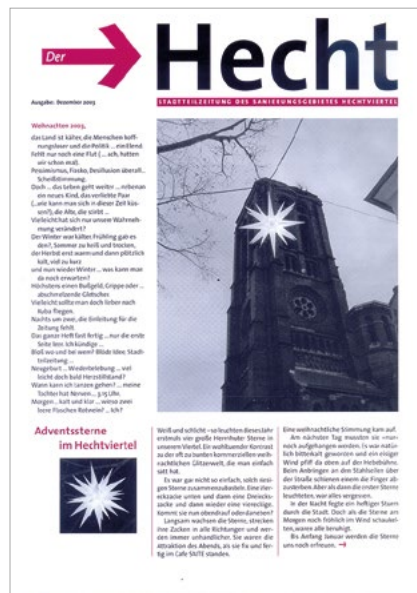 Der
Hecht
STADTTEILZEITUNG DES SANIERUNGSGEBIETES HECHTVIERTEL
Ausgabe: Dezember 2003
Weihnachten 2003,
das Land ist kälter, die Menschen hoff-
nungsloser und die Politik ... ein Elend.
Fehlt nur noch eine Flut (... ach, hatten
wir schon mal).
Pessimismus, Fiasko, Desillusion überall...
Scheißstimmung.
Doch ... das Leben geht weiter ... nebenan
ein neues Kind, das verliebte Paar
(...wie kann man sich in dieser Zeit küs-
sen?), die Alte, die stirbt ...
Vielleicht hat sich nur unsere Wahrneh-
mung verändert?
Der Winter war kälter, Frühling gab es
den?, Sommer zu heiß und trocken,
der Herbst erst warm und dann plötzlich
kalt, viel zu kurz
und nun wieder Winter ... was kann man
da noch erwarten?
Höchstens einen Bußgeld, Grippe oder ...
abschmelzende Gletscher
Vielleicht sollte man doch lieber nach
Kuba fliegen.
Nachts um zwei, die Einleitung für die
Zeitung fehlt
Das ganze Heft fast fertig ... nur die erste
Seite leer. Ich kündige ...
Bloß wo und bei wem? Blöde Idee, Stadt-
teilzeitung ...
Neugeburt ... Wiederbelebung ... viel
leicht doch bald Herzstillstand?
Wann kann ich tanzen gehen? ... meine
Tochter hat Nerven ... 3.15 Uhr.
Morgen ... kalt und klar ... wieso zwei
leere Flaschen Rotwein? ... Ich?
Adventssterne
im Hechtviertel
Weiß und schlicht – so leuchten dieses Jahr
erstmals vier große Herrnhuter Sterne in
unserem Viertel. Ein wohltuender Kontrast
zu der oft zu bunten kommerziellen weih-
nachtlichen Glitzerwelt, die man einfach
satt hat.
Es war gar nicht so einfach, solch riesi-
gen Sterne zusammenzubasteln. Eine Vier-
eckzacke unten und dann eine Dreiecks-
zacke und dann wieder eine viereckige.
Kommt sie nun oben drauf oder daneben?
Langsam wachsen die Sterne, strecken
ihre Zacken in alle Richtungen und wer-
den immer unhandlicher. Sie waren die
Attraktion des Abends, als sie fix und fer-
tig im Cafe SNTE standen.
Eine weihnachtliche Stimmung kam auf.
Am nächsten Tag mussten sie »nur«
noch aufgehangen werden. Es war natür-
lich bitterkalt geworden und ein eisiger
Wind pfiff da oben auf der Hebebühne.
Beim Anbringen an den Stahlseilen über
der Straße schienen einem die Finger ab-
zusterben. Aber als dann die ersten Sterne
leuchteten, war alles vergessen.
In der Nacht fegte ein heftiger Sturm
durch die Stadt. Doch als die Sterne am
Morgen noch fröhlich im Wind schaukel-
ten, waren alle beruhigt.
Bis Anfang Januar werden die Sterne
uns noch erfreuen. →